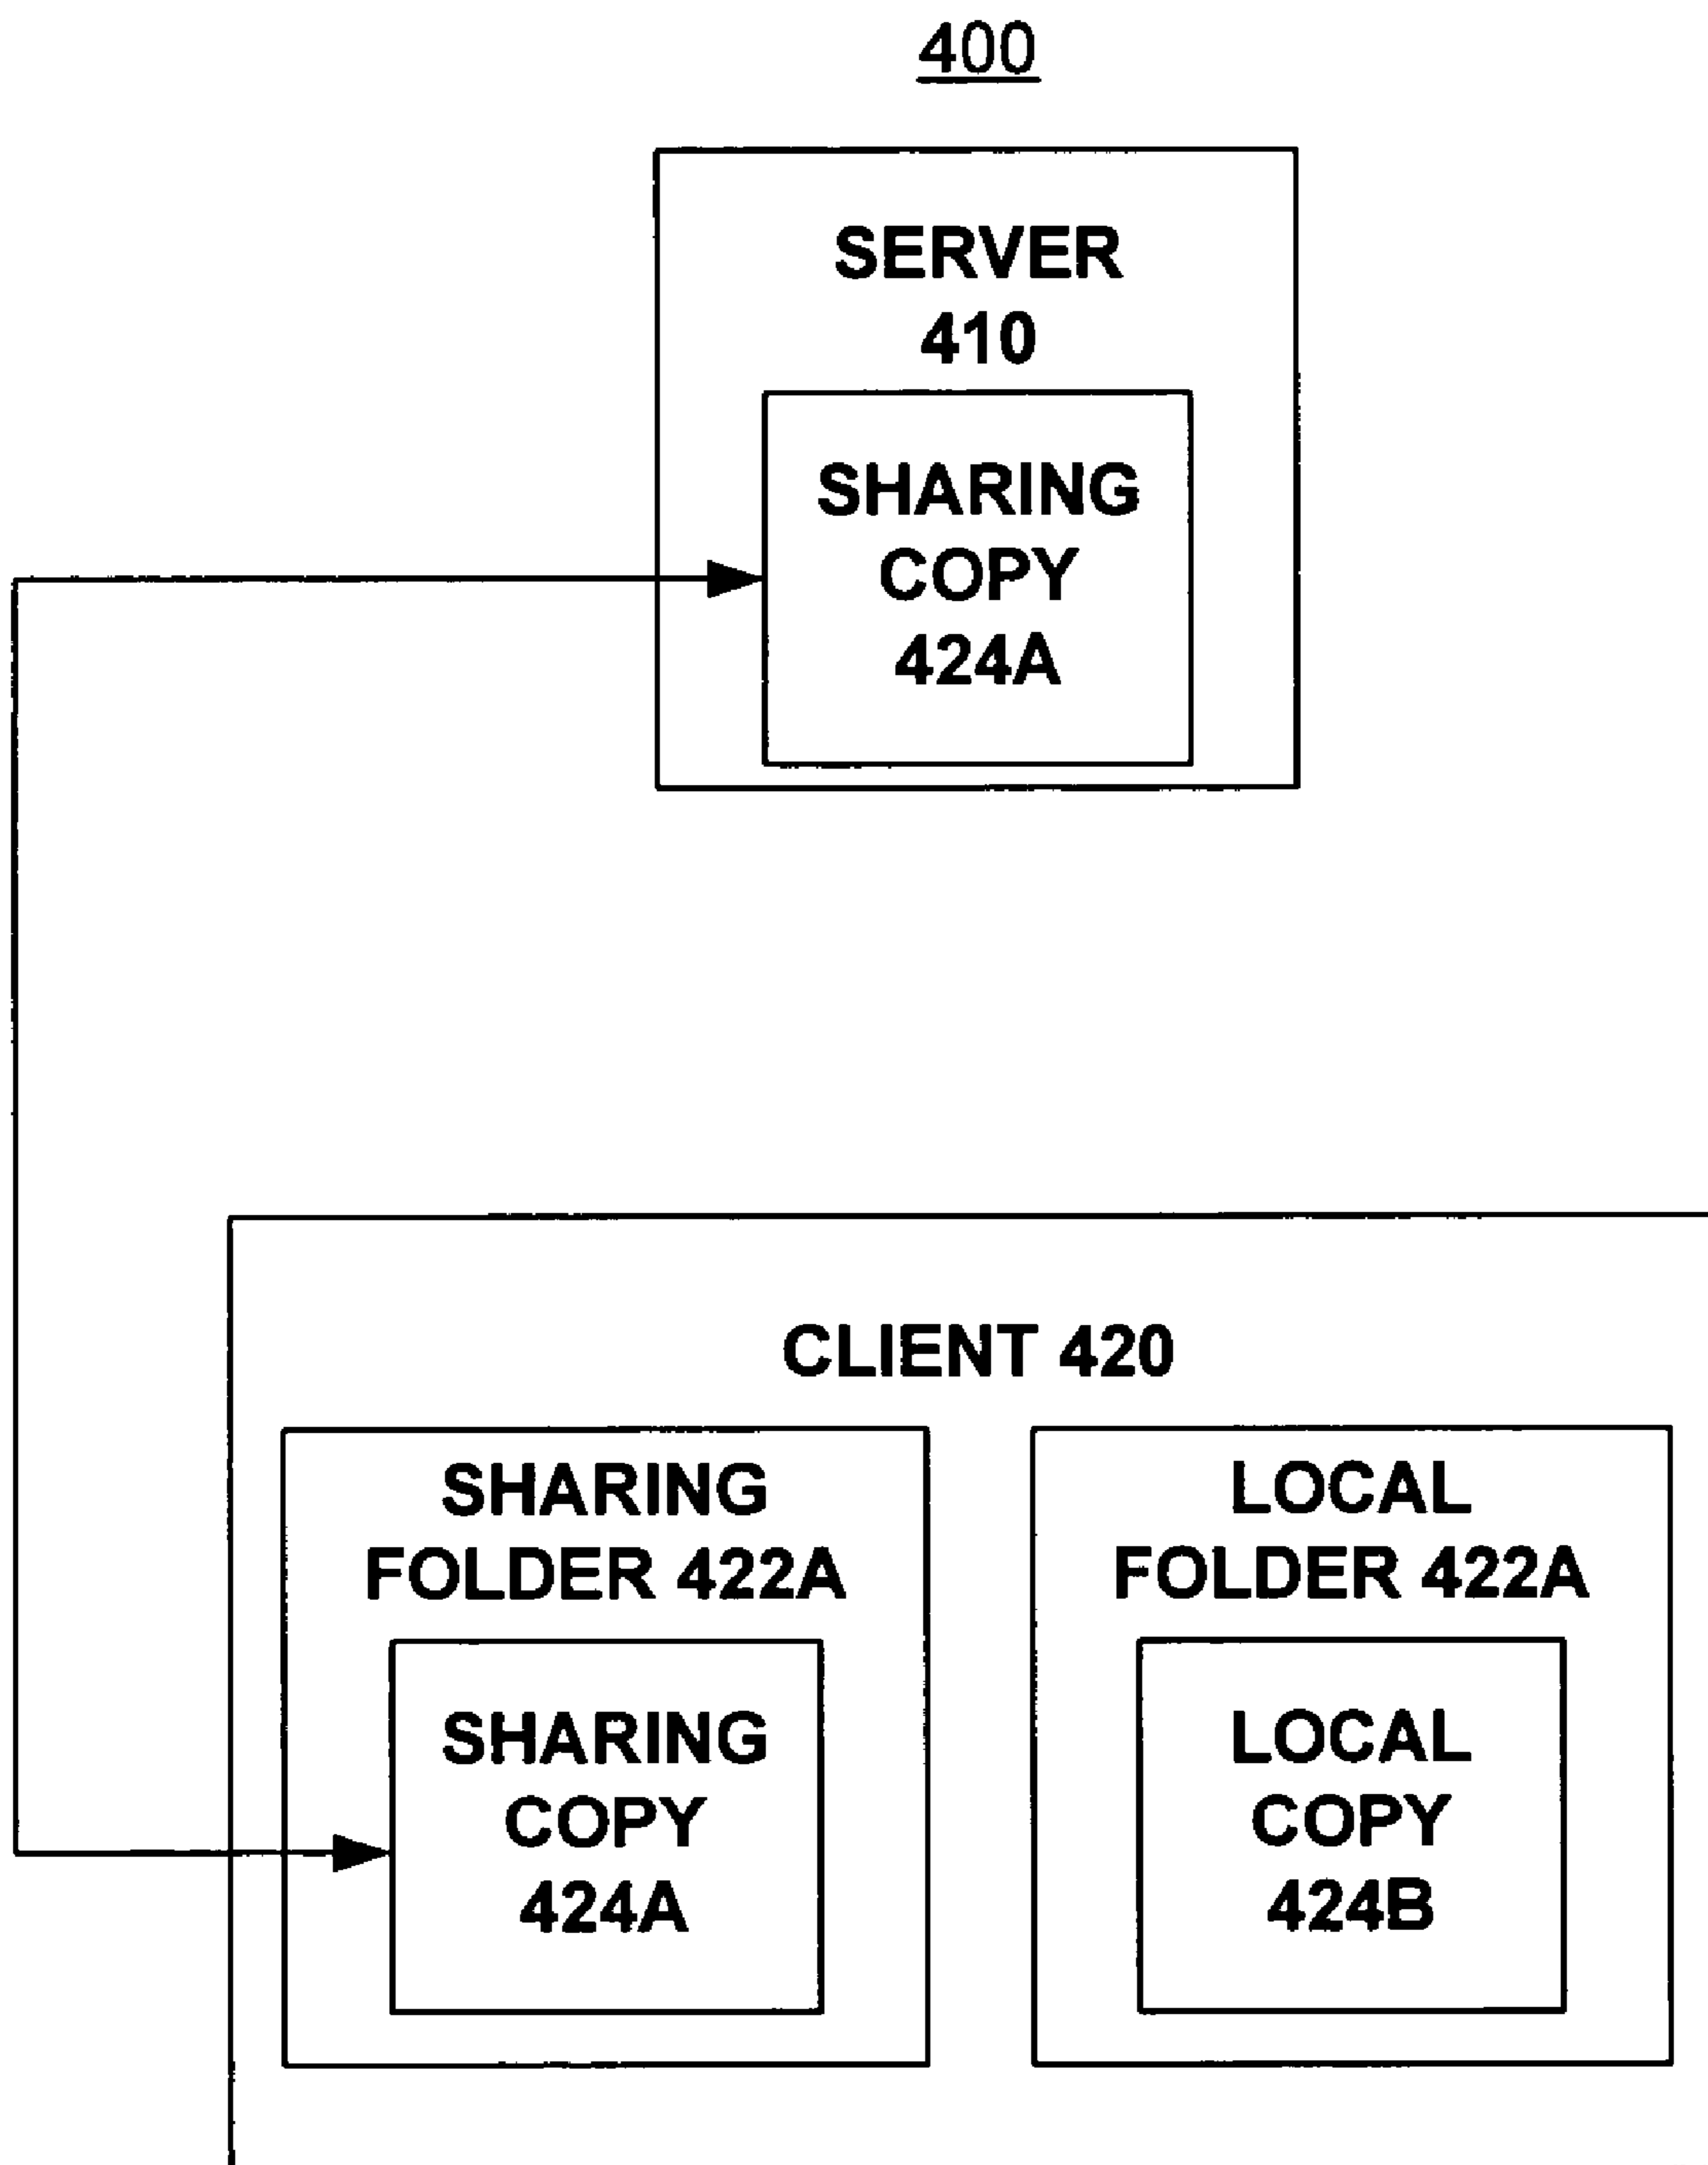 400
SERVER
410
SHARING
COPY
424A
CLIENT 420
SHARING
FOLDER 422A
SHARING
COPY
424A
LOCAL
FOLDER 422A
LOCAL
COPY
424B